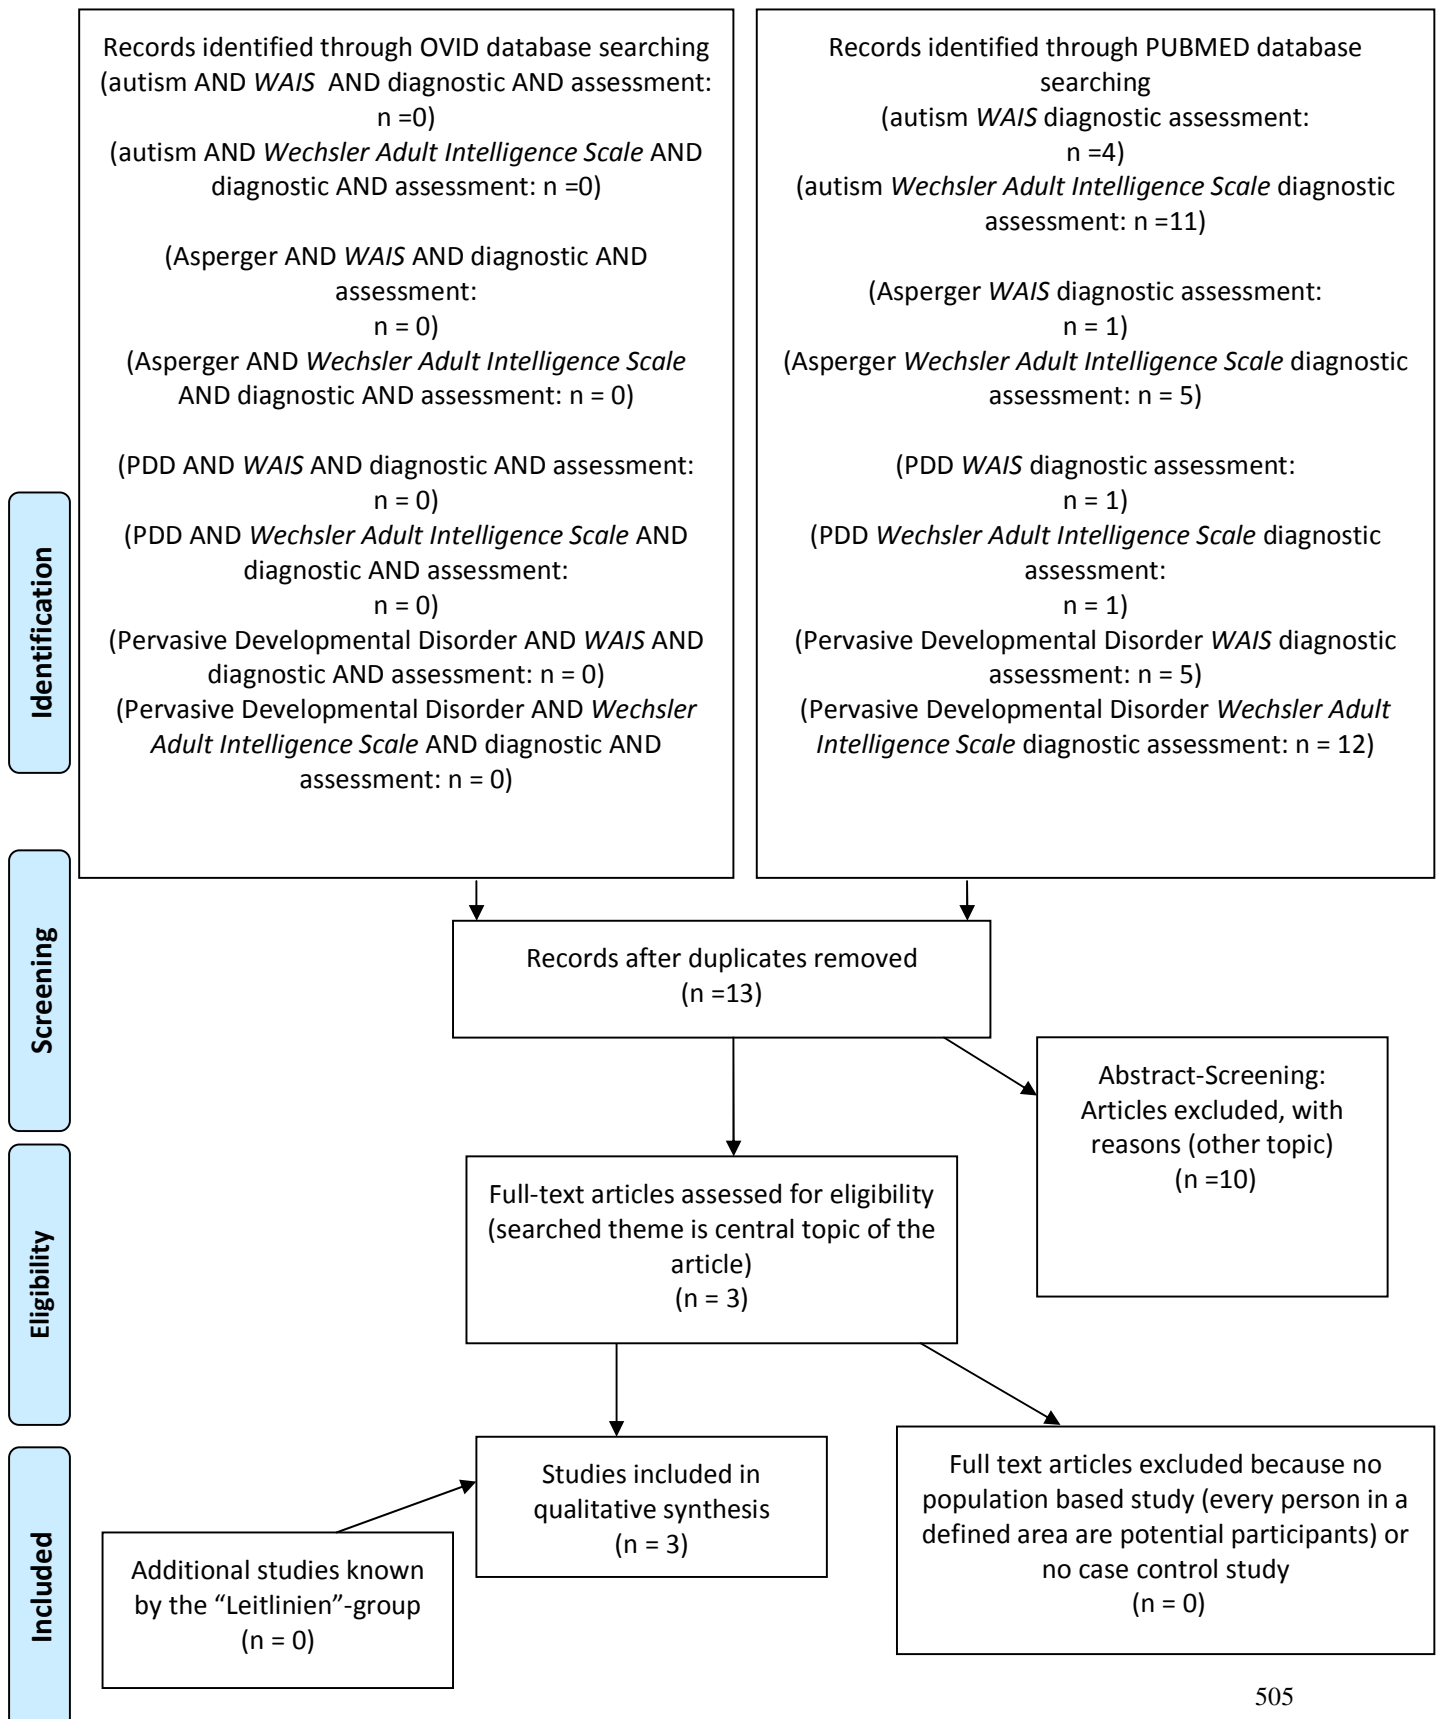 Records identified through OVID database searching
(autism AND WAIS AND diagnostic AND assessment:
n =0)
(autism AND Wechsler Adult Intelligence Scale AND
diagnostic AND assessment: n =0)
(Asperger AND WAIS AND diagnostic AND
assessment:
n = 0)
(Asperger AND Wechsler Adult Intelligence Scale
AND diagnostic AND assessment: n = 0)
(PDD AND WAIS AND diagnostic AND assessment:
n = 0)
(PDD AND Wechsler Adult Intelligence Scale AND
diagnostic AND assessment:
n = 0)
(Pervasive Developmental Disorder AND WAIS AND
diagnostic AND assessment: n = 0)
(Pervasive Developmental Disorder AND Wechsler
Adult Intelligence Scale AND diagnostic AND
assessment: n = 0)
Records identified through PUBMED database
searching
(autism WAIS diagnostic assessment:
n =4)
(autism Wechsler Adult Intelligence Scale diagnostic
assessment: n =11)
(Asperger WAIS diagnostic assessment:
n = 1)
(Asperger Wechsler Adult Intelligence Scale diagnostic
assessment: n = 5)
(PDD WAIS diagnostic assessment:
n = 1)
(PDD Wechsler Adult Intelligence Scale diagnostic
assessment:
n = 1)
(Pervasive Developmental Disorder WAIS diagnostic
assessment: n = 5)
(Pervasive Developmental Disorder Wechsler Adult
Intelligence Scale diagnostic assessment: n = 12)
Identification
Screening
Records after duplicates removed
(n =13)
Abstract-Screening:
Articles excluded, with
reasons (other topic)
(n =10)
Eligibility
Full-text articles assessed for eligibility
(searched theme is central topic of the
article)
(n = 3)
Included
Studies included in
qualitative synthesis
(n = 3)
Full text articles excluded because no
population based study (every person in a
defined area are potential participants) or
no case control study
(n = 0)
Additional studies known
by the “Leitlinien”-group
(n = 0)
505